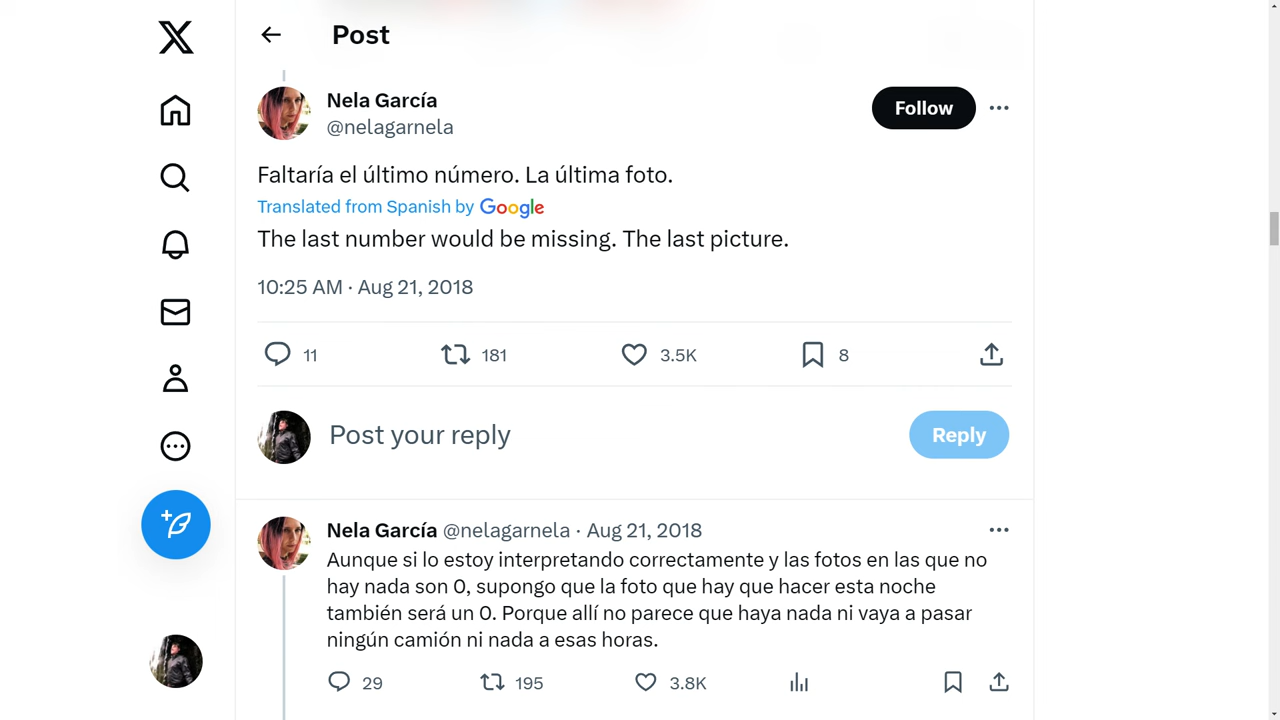 Post
Nela García
@nelagarnela
Follow
Faltaría el último número. La última foto.
Translated from Spanish by Google
The last number would be missing. The last picture.
10:25 AM · Aug 21, 2018
11
181
3.5K
8
Post your reply
Reply
Nela García @nelagarnela · Aug 21, 2018
Aunque si lo estoy interpretando correctamente y las fotos en las que no
hay nada son 0, supongo que la foto que hay que hacer esta noche
también será un 0. Porque allí no parece que haya nada ni vaya a pasar
ningún camión ni nada a esas horas.
29
195
3.8K